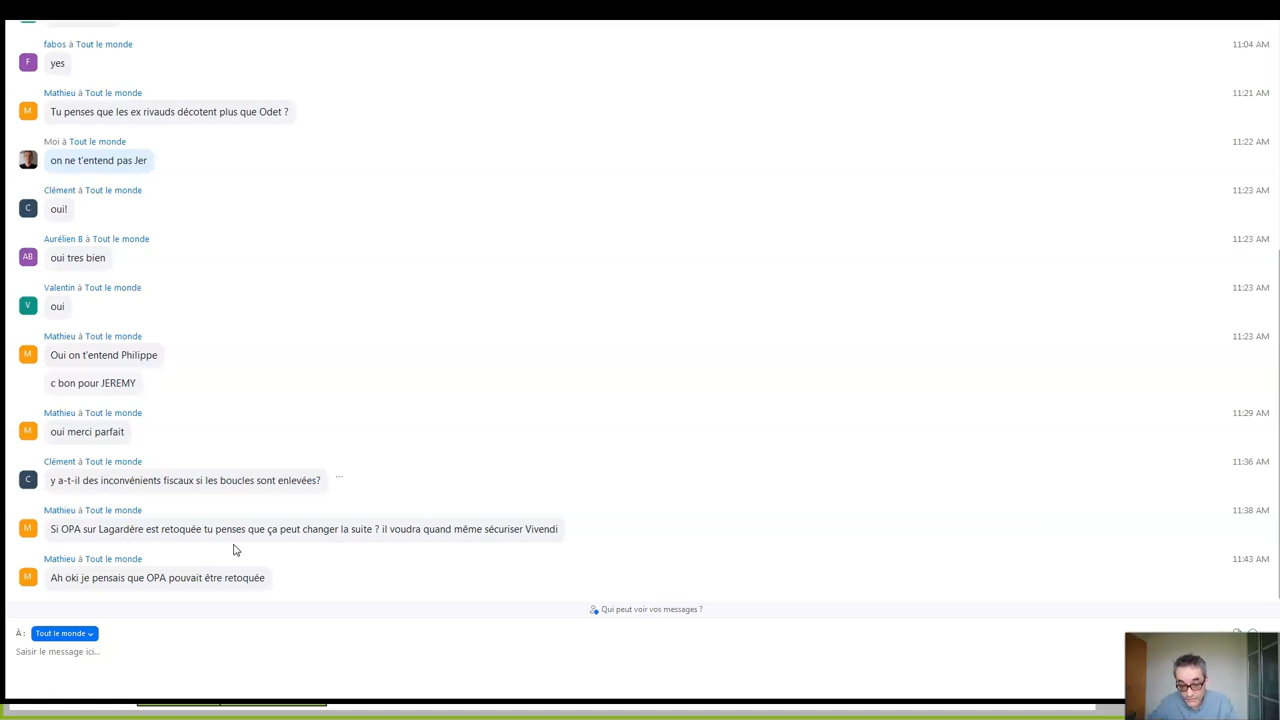 fabos à Tout le monde 11:04 AM
F yes
Mathieu à Tout le monde 11:21 AM
M Tu penses que les ex rivauds décotent plus que Odet ?
Moi à Tout le monde 11:22 AM
on ne t'entend pas Jer
Clément à Tout le monde 11:23 AM
C oui!
Aurélien B à Tout le monde 11:23 AM
AB oui tres bien
Valentin à Tout le monde 11:23 AM
V oui
Mathieu à Tout le monde 11:23 AM
M Oui on t'entend Philippe
c bon pour JEREMY
Mathieu à Tout le monde 11:29 AM
M oui merci parfait
Clément à Tout le monde 11:36 AM
C y a-t-il des inconvénients fiscaux si les boucles sont enlevées? ...
Mathieu à Tout le monde 11:38 AM
M Si OPA sur Lagardère est retoquée tu penses que ça peut changer la suite ? il voudra quand même sécuriser Vivendi
Mathieu à Tout le monde 11:43 AM
M Ah oki je pensais que OPA pouvait être retoquée
Qui peut voir vos messages ?
À : Tout le monde
Saisir le message ici...